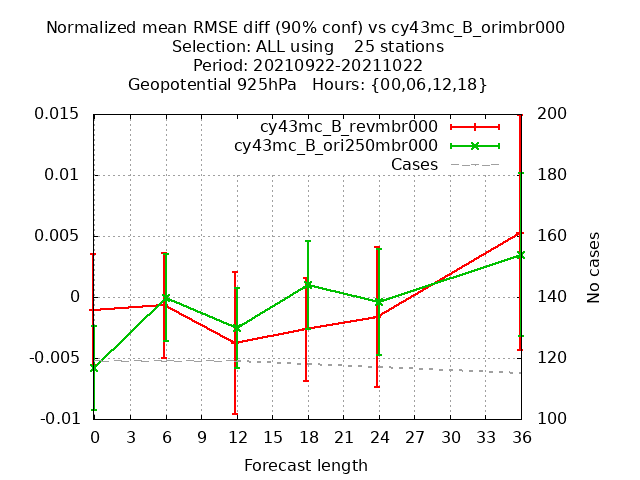 Normalized mean RMSE diff (90% conf) vs cy43mc_B_orimbr000
Selection: ALL using    25 stations
Period: 20210922-20211022
Geopotential 925hPa   Hours: {00,06,12,18}
0.015
0.01
0.005
0
-0.005
-0.01
cy43mc_B_revmbr000
cy43mc_B_ori250mbr000
Cases
200
180
160
140
120
100
No cases
0 3 6 9 12 15 18 21 24 27 30 33 36
Forecast length